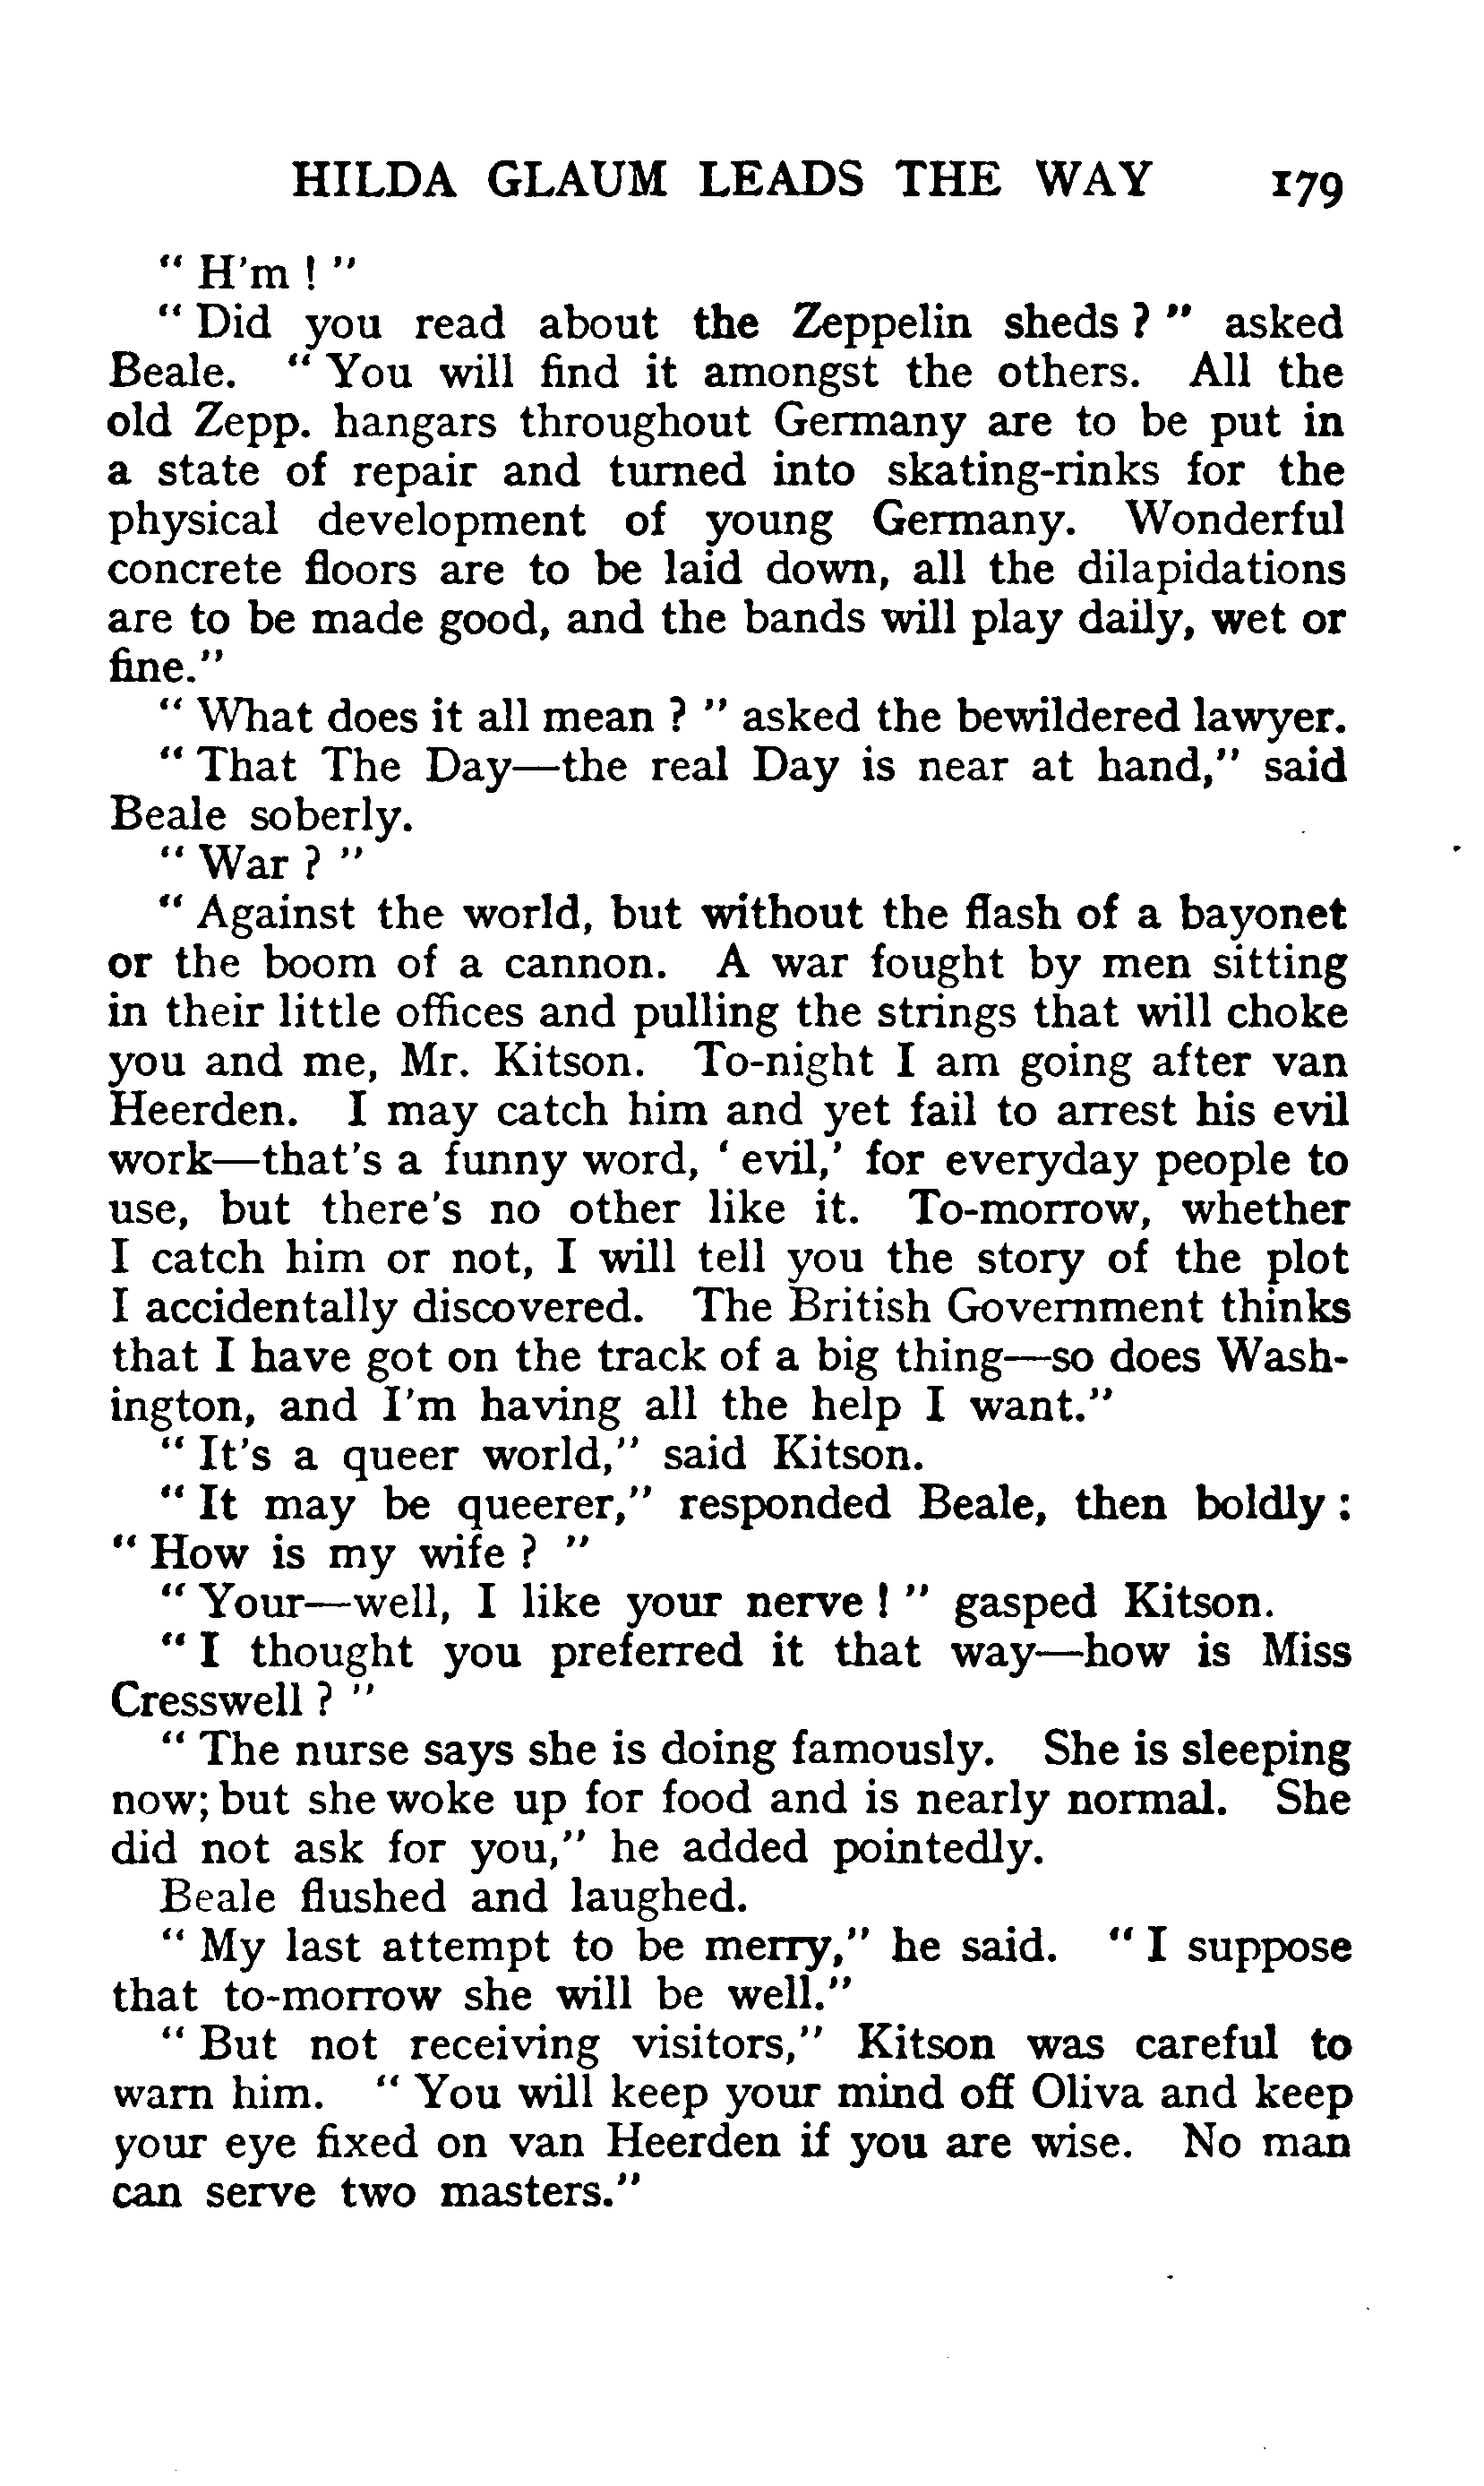 HILDA GLAUM LEADS THE WAY 179
" H'm ! "
" Did you read about the Zeppelin sheds ? " asked
Beale. " You will find it amongst the others. All the
old Zepp. hangars throughout Germany are to be put in
a state of repair and turned into skating-rinks for the
physical development of young Germany. Wonderful
concrete floors are to be laid down, all the dilapidations
are to be made good, and the bands will play daily, wet or
fine."
" What does it all mean ? " asked the bewildered lawyer.
" That The Day—the real Day is near at hand," said
Beale soberly.
" War ? "
" Against the world, but without the flash of a bayonet
or the boom of a cannon. A war fought by men sitting
in their little offices and pulling the strings that will choke
you and me, Mr. Kitson. To-night I am going after van
Heerden. I may catch him and yet fail to arrest his evil
work—that's a funny word, ' evil,' for everyday people to
use, but there's no other like it. To-morrow, whether
I catch him or not, I will tell you the story of the plot
I accidentally discovered. The British Government thinks
that I have got on the track of a big thing—so does Wash-
ington, and I'm having all the help I want."
" It's a queer world," said Kitson.
" It may be queerer," responded Beale, then boldly :
" How is my wife ? "
" Your—well, I like your nerve ! " gasped Kitson.
" I thought you preferred it that way—how is Miss
Cresswell ? "
" The nurse says she is doing famously. She is sleeping
now; but she woke up for food and is nearly normal. She
did not ask for you," he added pointedly.
Beale flushed and laughed.
" My last attempt to be merry," he said. " I suppose
that to-morrow she will be well."
" But not receiving visitors," Kitson was careful to
warn him. " You will keep your mind off Oliva and keep
your eye fixed on van Heerden if you are wise. No man
can serve two masters."